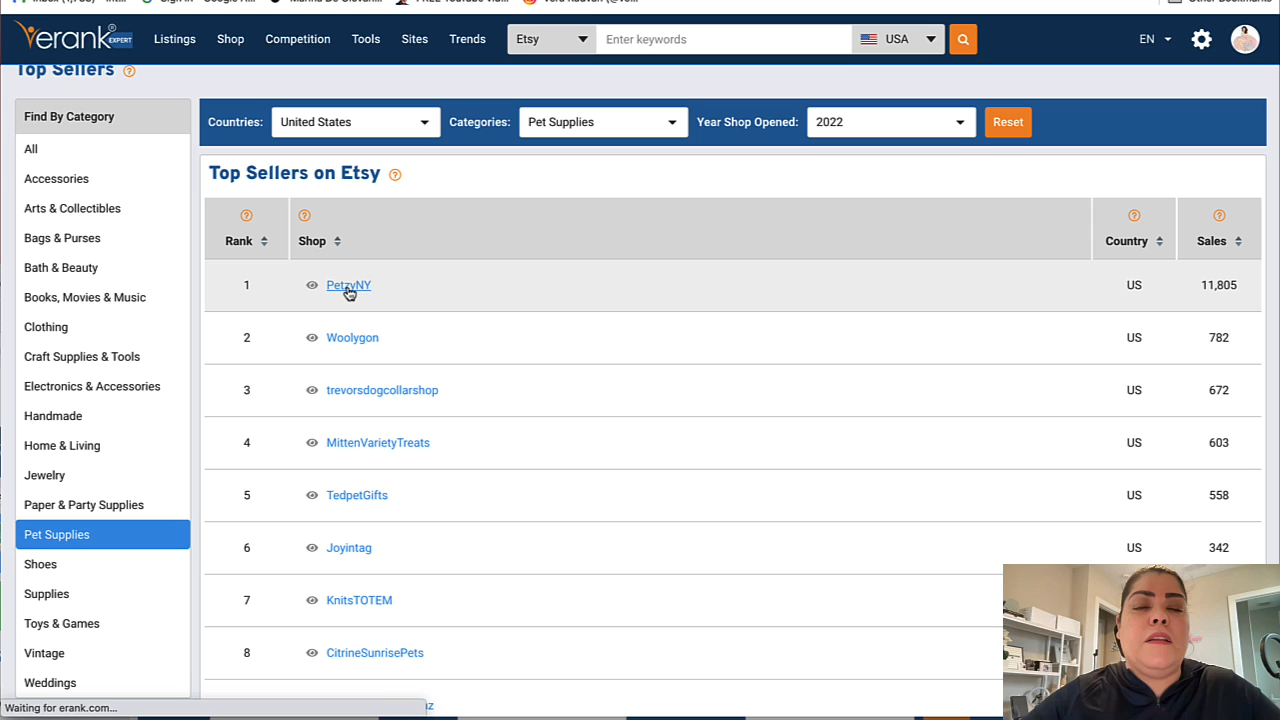 Other Bookmarks
erank EXPERT Listings Shop Competition Tools Sites Trends Etsy Enter keywords USA EN
Top Sellers ?
Find By Category
All
Accessories
Arts & Collectibles
Bags & Purses
Bath & Beauty
Books, Movies & Music
Clothing
Craft Supplies & Tools
Electronics & Accessories
Handmade
Home & Living
Jewelry
Paper & Party Supplies
Pet Supplies
Shoes
Supplies
Toys & Games
Vintage
Weddings
Countries: United States Categories: Pet Supplies Year Shop Opened: 2022 Reset
Top Sellers on Etsy ?
? ? ? ?
Rank Shop Country Sales
1 PetzyNY US 11,805
2 Woolygon US 782
3 trevorsdogcollarshop US 672
4 MittenVarietyTreats US 603
5 TedpetGifts US 558
6 Joyintag US 342
7 KnitsTOTEM
8 CitrineSunrisePets
Waiting for erank.com...